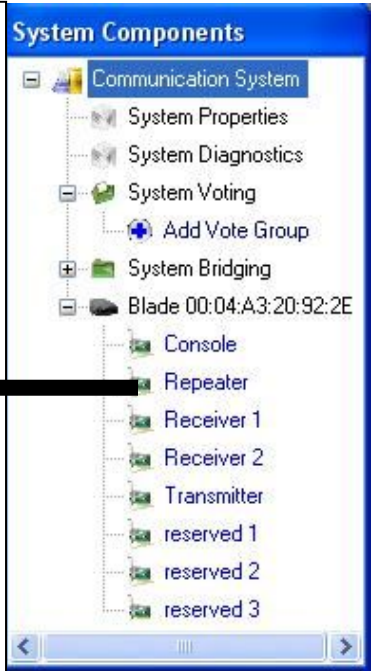 System Components
Communication System
System Properties
System Diagnostics
System Voting
Add Vote Group
System Bridging
Blade 00:04:A3:20:92:2E
Console
Repeater
Receiver 1
Receiver 2
Transmitter
reserved 1
reserved 2
reserved 3